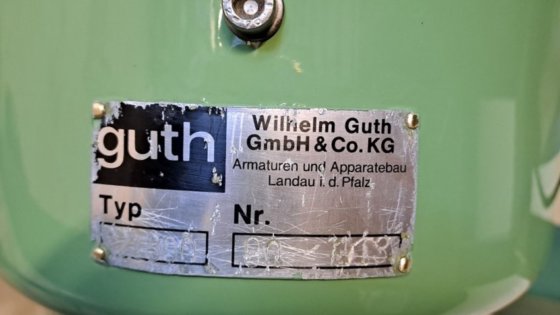 guth
Wilhelm Guth
GmbH & Co. KG
Armaturen und Apparatebau
Landau i. d. Pfalz
Typ
Nr.